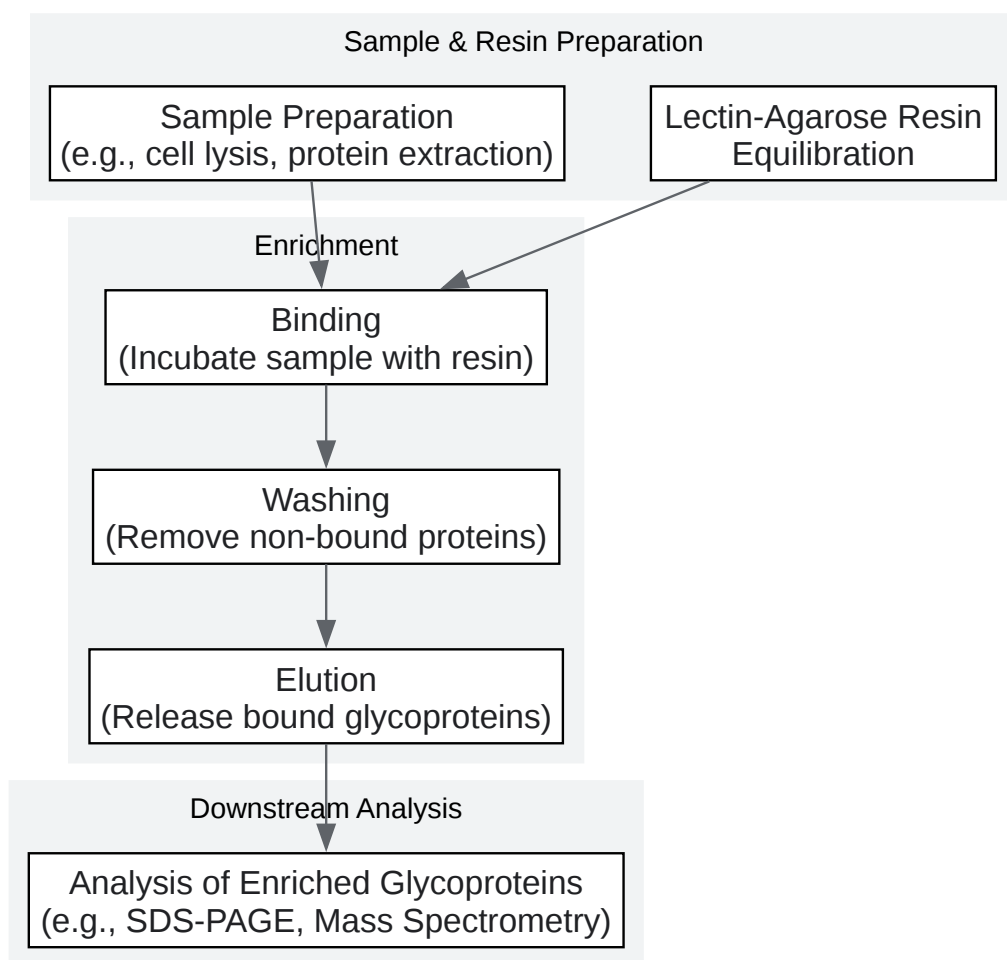 Sample & Resin Preparation
Sample Preparation
(e.g., cell lysis, protein extraction)
Lectin-Agarose Resin
Equilibration
Enrichment
Binding
(Incubate sample with resin)
Washing
(Remove non-bound proteins)
Elution
(Release bound glycoproteins)
Downstream Analysis
Analysis of Enriched Glycoproteins
(e.g., SDS-PAGE, Mass Spectrometry)